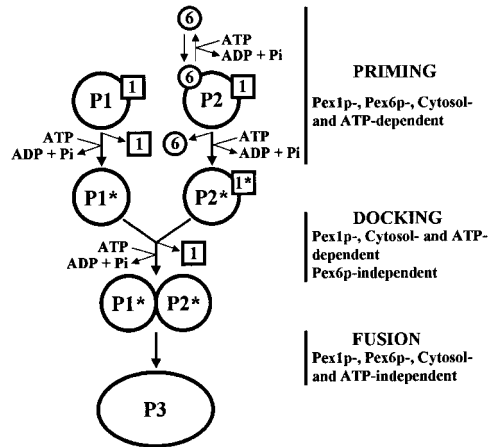 6
ATP
ADP + Pi
6
P1
1
P2
1
ATP
ADP + Pi
1
6
ATP
ADP + Pi
P1*
P2*
1*
ATP
ADP + Pi
1
P1*
P2*
P3
PRIMING
Pex1p-, Pex6p-, Cytosol-
and ATP-dependent
DOCKING
Pex1p-, Cytosol- and ATP-
dependent
Pex6p-independent
FUSION
Pex1p-, Pex6p-, Cytosol-
and ATP-independent